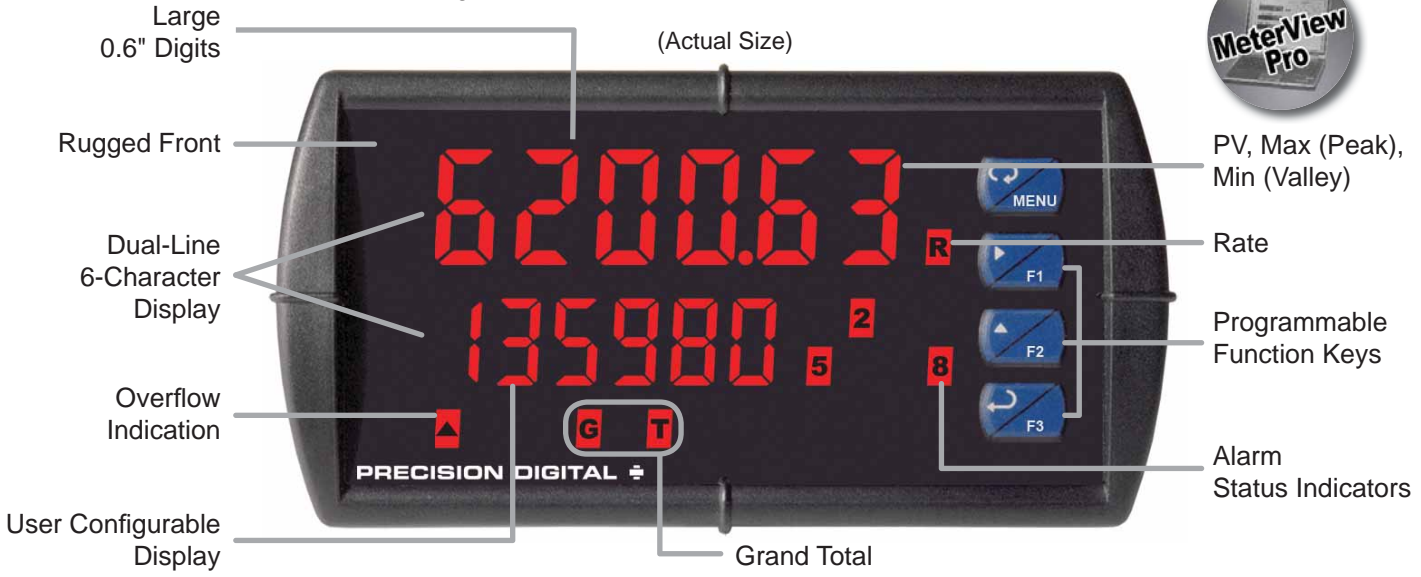 Large
0.6" Digits
(Actual Size)
MeterView
Pro
Rugged Front
6200.63
PV, Max (Peak),
Min (Valley)
MENU
R
Rate
F1
Dual-Line
6-Character
Display
135980
2
5
8
F2
Programmable
Function Keys
Overflow
Indication
G T
F3
PRECISION DIGITAL
Alarm
Status Indicators
User Configurable
Display
Grand Total